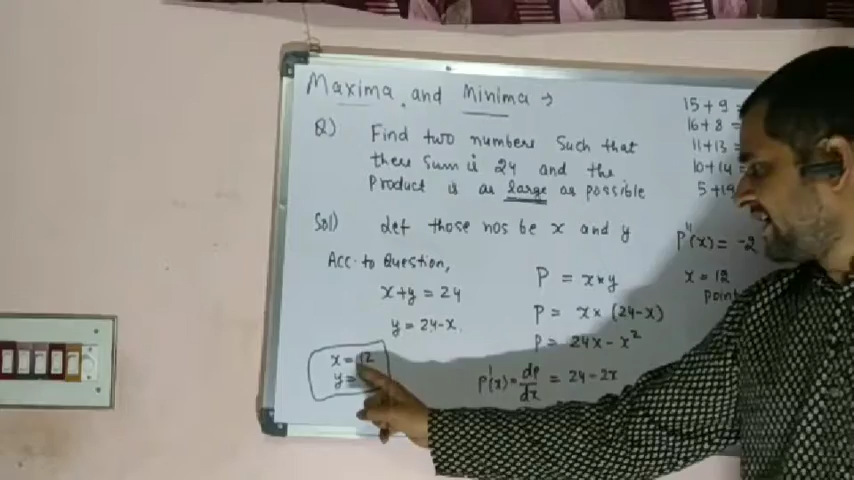 Maxima and Minima →
Q) Find two numbers Such that
there Sum is 24 and the
Product is as large as possible
Sol) let those nos be x and y
Acc. to Question,
x+y = 24
y = 24-x.
x = 12
y =
P = x*y
P = x*(24-x)
P = 24x - x²
P'(x) = dP/dx = 24-2x
15+9
16+8 =
11+13 =
10+14 =
5+19
P''(x) = -2
x = 12
Point